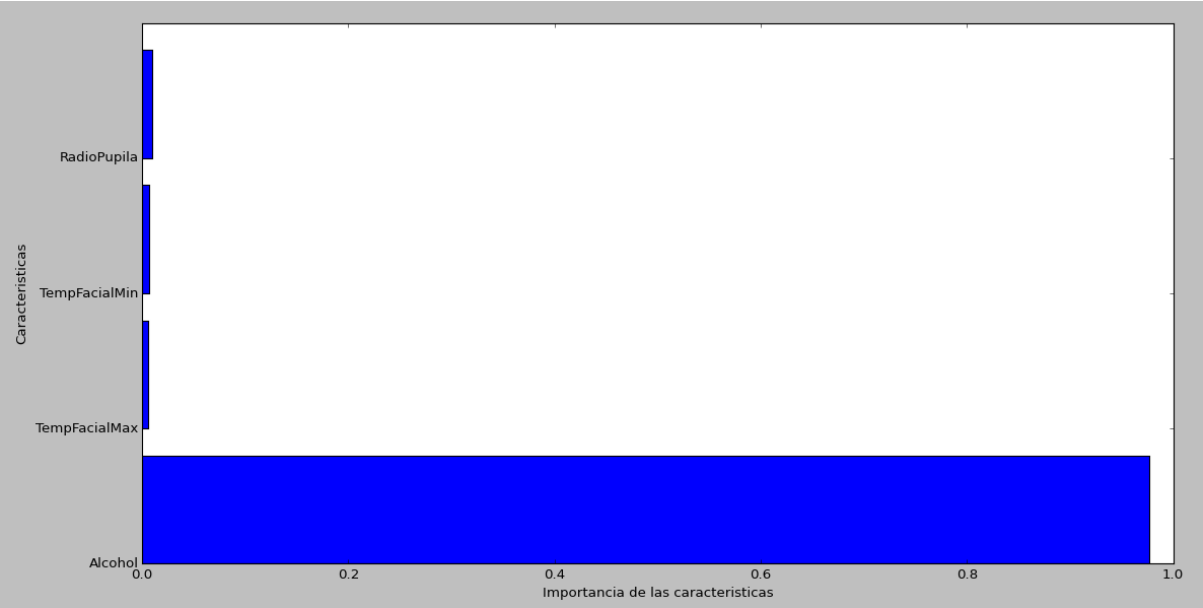 RadioPupila
TempFacialMin
Caracteristicas
TempFacialMax
Alcohol
0.0 0.2 0.4 0.6 0.8 1.0
Importancia de las caracteristicas